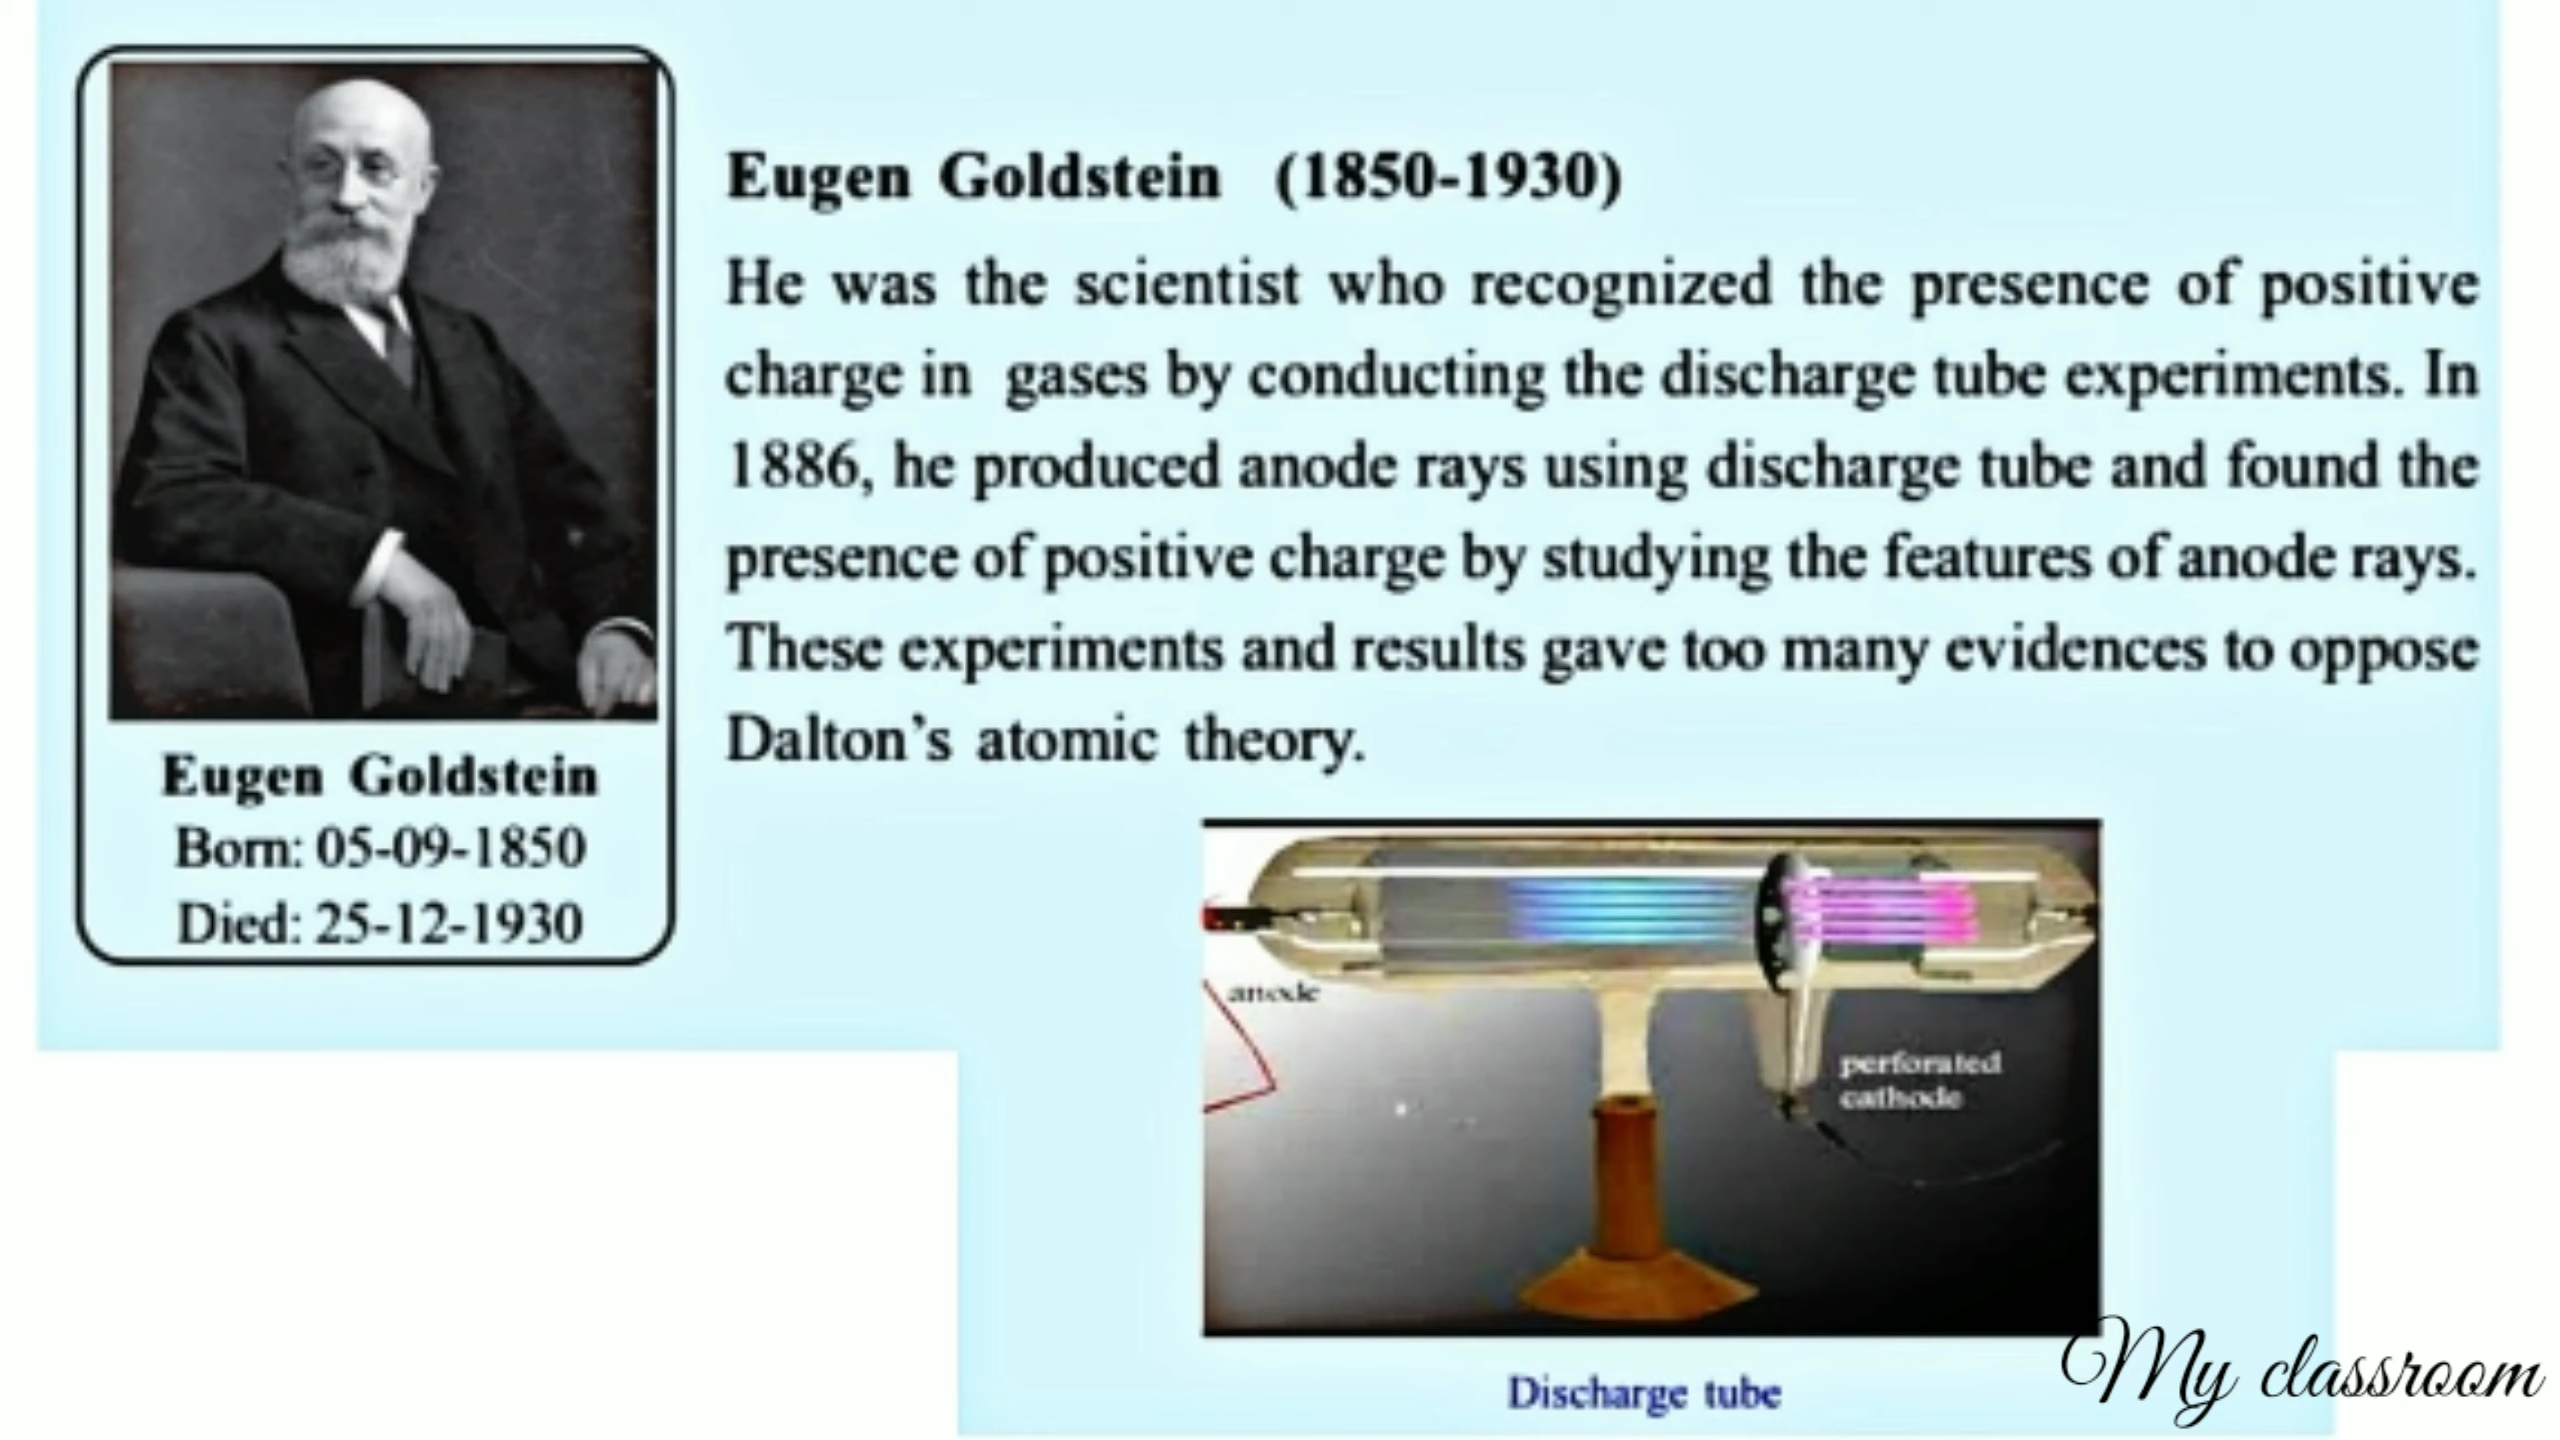 Eugen Goldstein (1850-1930)
He was the scientist who recognized the presence of positive
charge in gases by conducting the discharge tube experiments. In
1886, he produced anode rays using discharge tube and found the
presence of positive charge by studying the features of anode rays.
These experiments and results gave too many evidences to oppose
Dalton's atomic theory.
Eugen Goldstein
Born: 05-09-1850
Died: 25-12-1930
anode
perforated
cathode
Discharge tube
My classroom